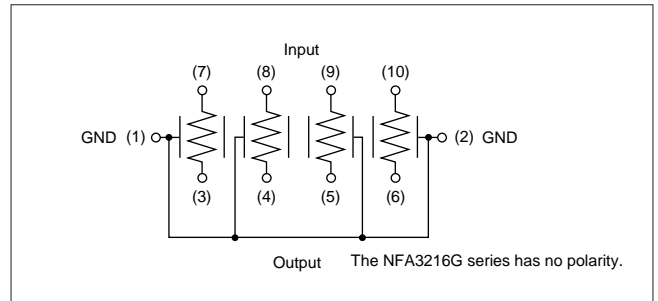 Input
(7) (8) (9) (10)
GND (1) (2) GND
(3) (4) (5) (6)
Output The NFA3216G series has no polarity.